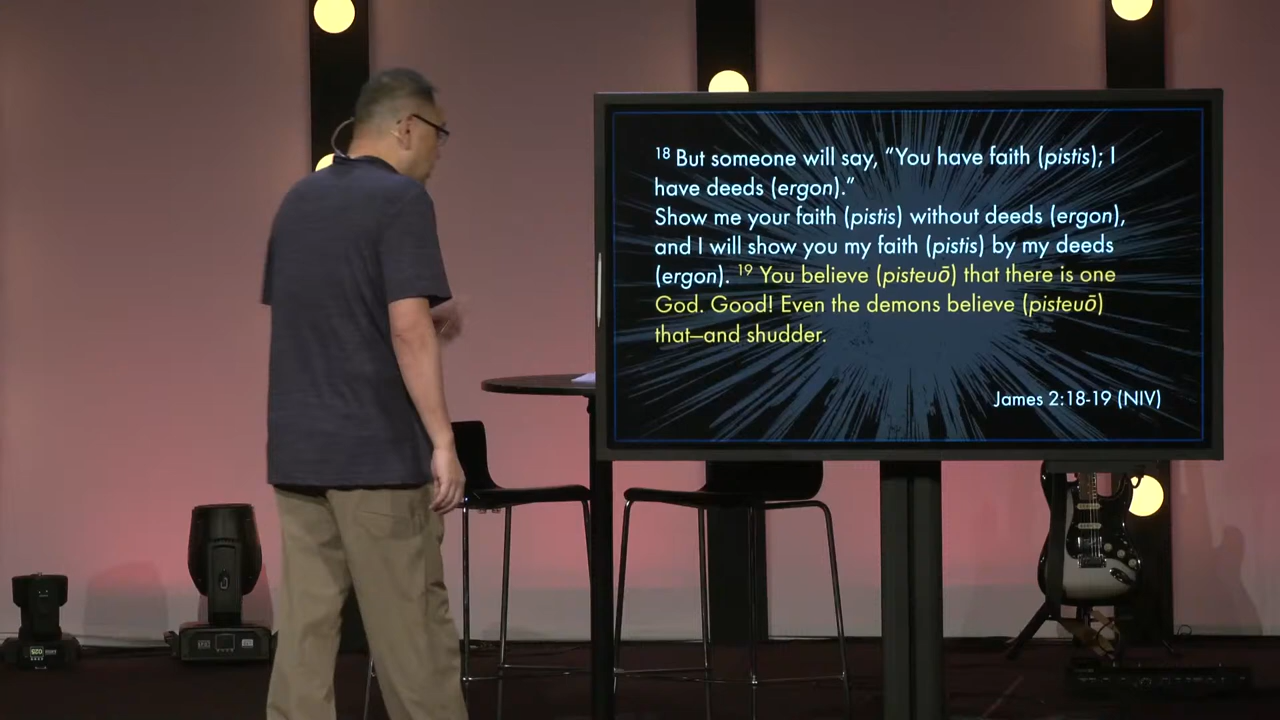 18 But someone will say, “You have faith (pistis); I
have deeds (ergon).”
Show me your faith (pistis) without deeds (ergon),
and I will show you my faith (pistis) by my deeds
(ergon). 19 You believe (pisteuō) that there is one
God. Good! Even the demons believe (pisteuō)
that—and shudder.
James 2:18-19 (NIV)